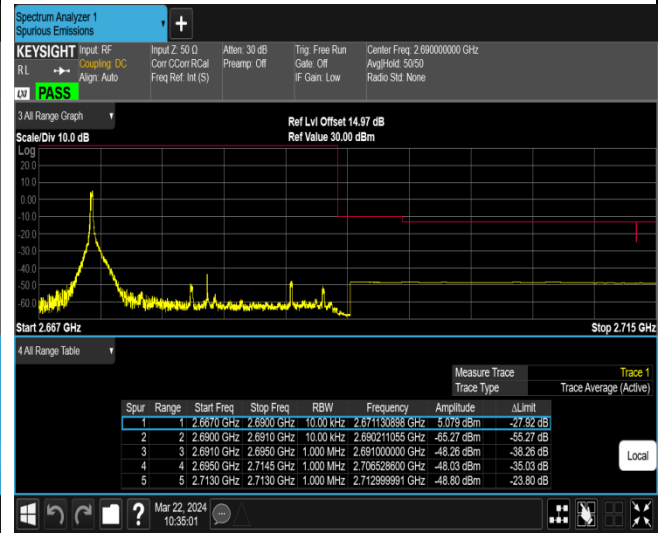 Spectrum Analyzer 1
Spurious Emissions
+
KEYSIGHT
RL
LXI
PASS
Input: RF
Coupling: DC
Align: Auto
Input Z: 50 Ω
Corr CCorr RCal
Freq Ref: Int (S)
Atten: 30 dB
Preamp: Off
Trig: Free Run
Gate: Off
IF Gain: Low
Center Freq: 2.690000000 GHz
Avg|Hold: 50/50
Radio Std: None
3 All Range Graph
Scale/Div 10.0 dB
Ref Lvl Offset 14.97 dB
Ref Value 30.00 dBm
Log
20.0
10.0
0.00
-10.0
-20.0
-30.0
-40.0
-50.0
-60.0
Start 2.667 GHz
Stop 2.715 GHz
4 All Range Table
Measure Trace Trace 1
Trace Type Trace Average (Active)
Spur Range Start Freq Stop Freq RBW Frequency Amplitude ΔLimit
1 1 2.6670 GHz 2.6900 GHz 10.00 kHz 2.671130898 GHz 5.079 dBm -27.92 dB
2 2 2.6900 GHz 2.6910 GHz 10.00 kHz 2.690211055 GHz -65.27 dBm -55.27 dB
3 3 2.6910 GHz 2.6950 GHz 1.000 MHz 2.691000000 GHz -48.26 dBm -38.26 dB
4 4 2.6950 GHz 2.7145 GHz 1.000 MHz 2.706528600 GHz -48.03 dBm -35.03 dB
5 5 2.7130 GHz 2.7130 GHz 1.000 MHz 2.712999991 GHz -48.80 dBm -23.80 dB
Local
?
Mar 22, 2024
10:35:01